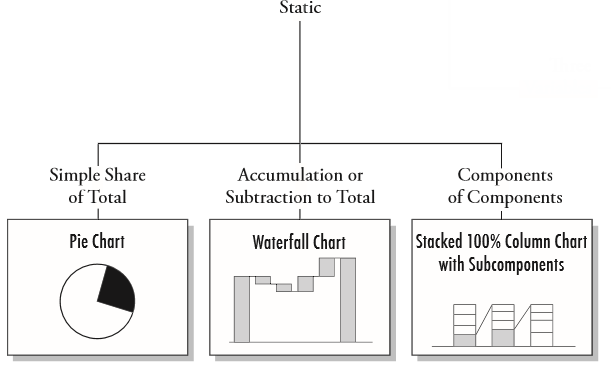 Static
Simple Share
of Total
Accumulation or
Subtraction to Total
Components
of Components
Pie Chart
Waterfall Chart
Stacked 100% Column Chart
with Subcomponents